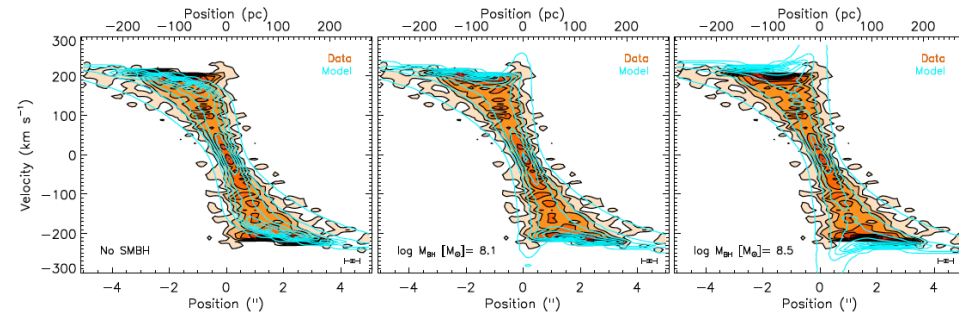 Position (pc)
Position (pc)
Position (pc)
−200 −100 0 100 200
−200 −100 0 100 200
−200 −100 0 100 200
300
200
100
0
−100
−200
−300
Velocity (km s⁻¹)
Data
Model
Data
Model
Data
Model
No SMBH
log M_BH [M_⊙]= 8.1
log M_BH [M_⊙]= 8.5
−4 −2 0 2 4
−4 −2 0 2 4
−4 −2 0 2 4
Position (")
Position (")
Position (")